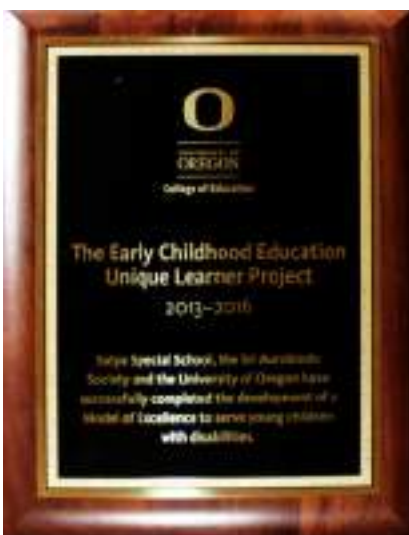 O
UNIVERSITY OF
OREGON
College of Education
The Early Childhood Education
Unique Learner Project
2013–2016
Satya Special School, the Sri Aurobindo
Society and the University of Oregon have
successfully completed the development of a
Model of Excellence to serve young children
with disabilities.